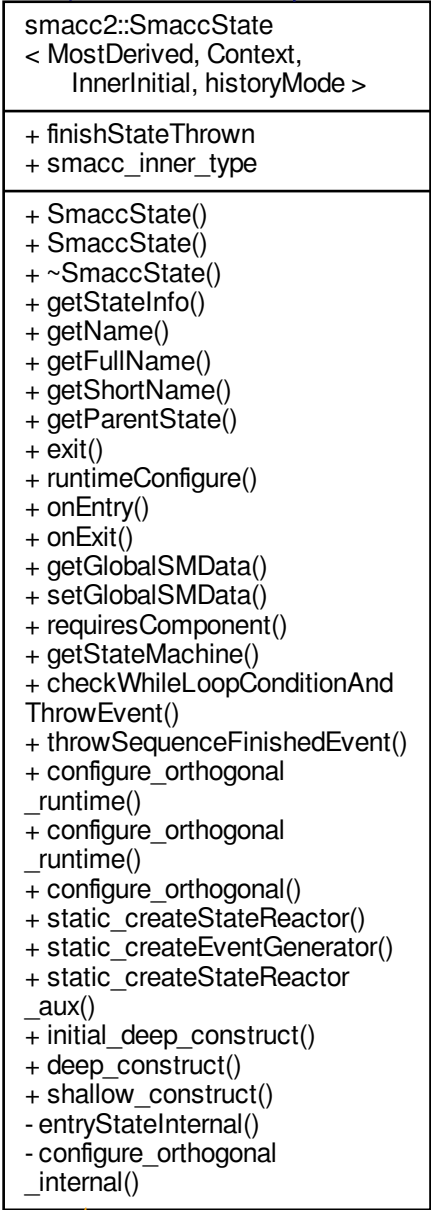 smacc2::SmaccState
< MostDerived, Context,
InnerInitial, historyMode >
+ finishStateThrown
+ smacc_inner_type
+ SmaccState()
+ SmaccState()
+ ~SmaccState()
+ getStateInfo()
+ getName()
+ getFullName()
+ getShortName()
+ getParentState()
+ exit()
+ runtimeConfigure()
+ onEntry()
+ onExit()
+ getGlobalSMData()
+ setGlobalSMData()
+ requiresComponent()
+ getStateMachine()
+ checkWhileLoopConditionAnd
ThrowEvent()
+ throwSequenceFinishedEvent()
+ configure_orthogonal
_runtime()
+ configure_orthogonal
_runtime()
+ configure_orthogonal()
+ static_createStateReactor()
+ static_createEventGenerator()
+ static_createStateReactor
_aux()
+ initial_deep_construct()
+ deep_construct()
+ shallow_construct()
- entryStateInternal()
- configure_orthogonal
_internal()